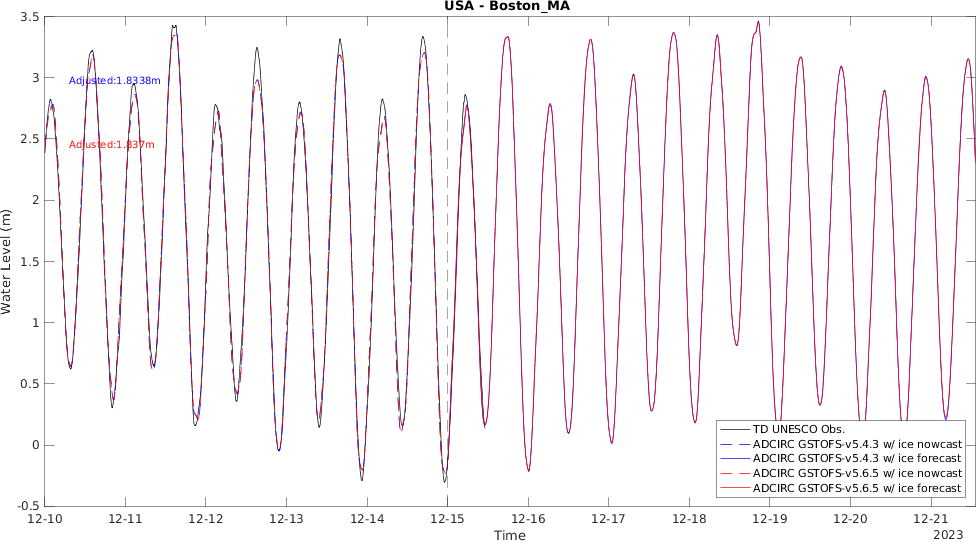 USA - Boston_MA
3.5
3
2.5
2
1.5
1
0.5
0
-0.5
Water Level (m)
Adjusted:1.8338m
Adjusted:1.837m
TD UNESCO Obs.
ADCIRC GSTOFS-v5.4.3 w/ ice nowcast
ADCIRC GSTOFS-v5.4.3 w/ ice forecast
ADCIRC GSTOFS-v5.6.5 w/ ice nowcast
ADCIRC GSTOFS-v5.6.5 w/ ice forecast
12-10 12-11 12-12 12-13 12-14 12-15 12-16 12-17 12-18 12-19 12-20 12-21
Time
2023